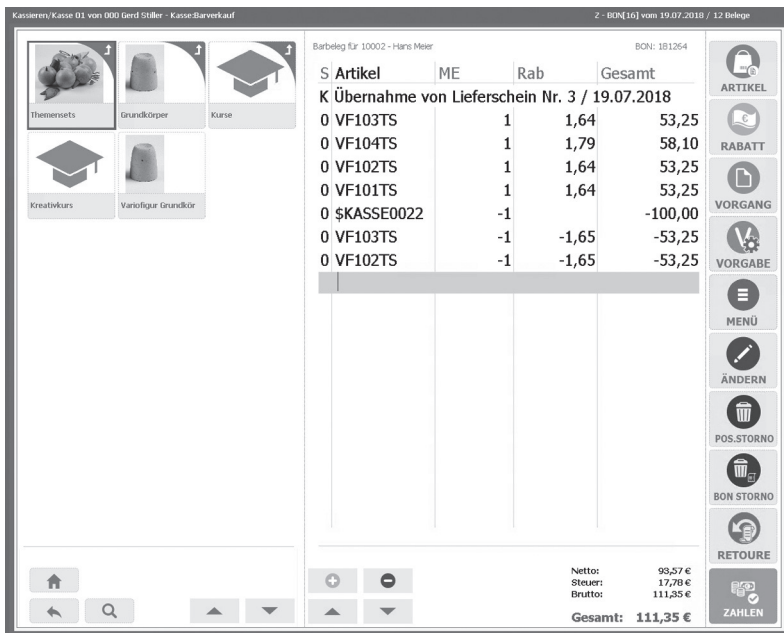 Kassieren/Kasse 01 von 000 Gerd Stiller - Kasse:Barverkauf
Z - BON[16] vom 19.07.2018 / 12 Belege
Themensets
Grundkörper
Kurse
Kreativkurs
Variofigur Grundkör
Barbeleg für 10002 - Hans Meier
BON: 181264
S Artikel ME Rab Gesamt
K Übernahme von Lieferschein Nr. 3 / 19.07.2018
0 VF103TS 1 1,64 53,25
0 VF104TS 1 1,79 58,10
0 VF102TS 1 1,64 53,25
0 VF101TS 1 1,64 53,25
0 $KASSE0022 -1 -100,00
0 VF103TS -1 -1,65 -53,25
0 VF102TS -1 -1,65 -53,25
Netto: 93,57 €
Steuer: 17,78 €
Brutto: 111,35 €
Gesamt: 111,35 €
ARTIKEL
RABATT
VORGANG
VORGABE
MENÜ
ÄNDERN
POS.STORNO
BON STORNO
RETOURE
ZAHLEN